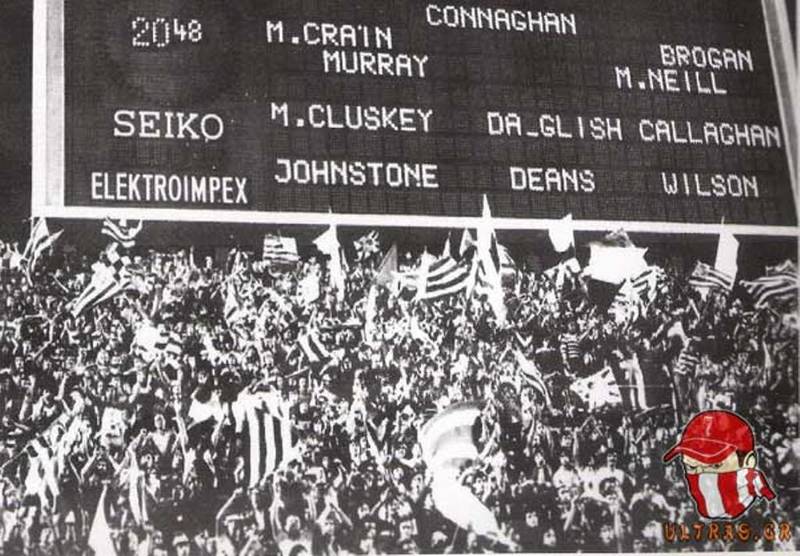 CONNAGHAN
2048
M.CRAIN
BROGAN
MURRAY
M.NEILL
SEIKO
M.CLUSKEY
DA_GLISH
CALLAGHAN
ELEKTROIMPEX
JOHNSTONE
DEANS
WILSON
ULTRAS.GR